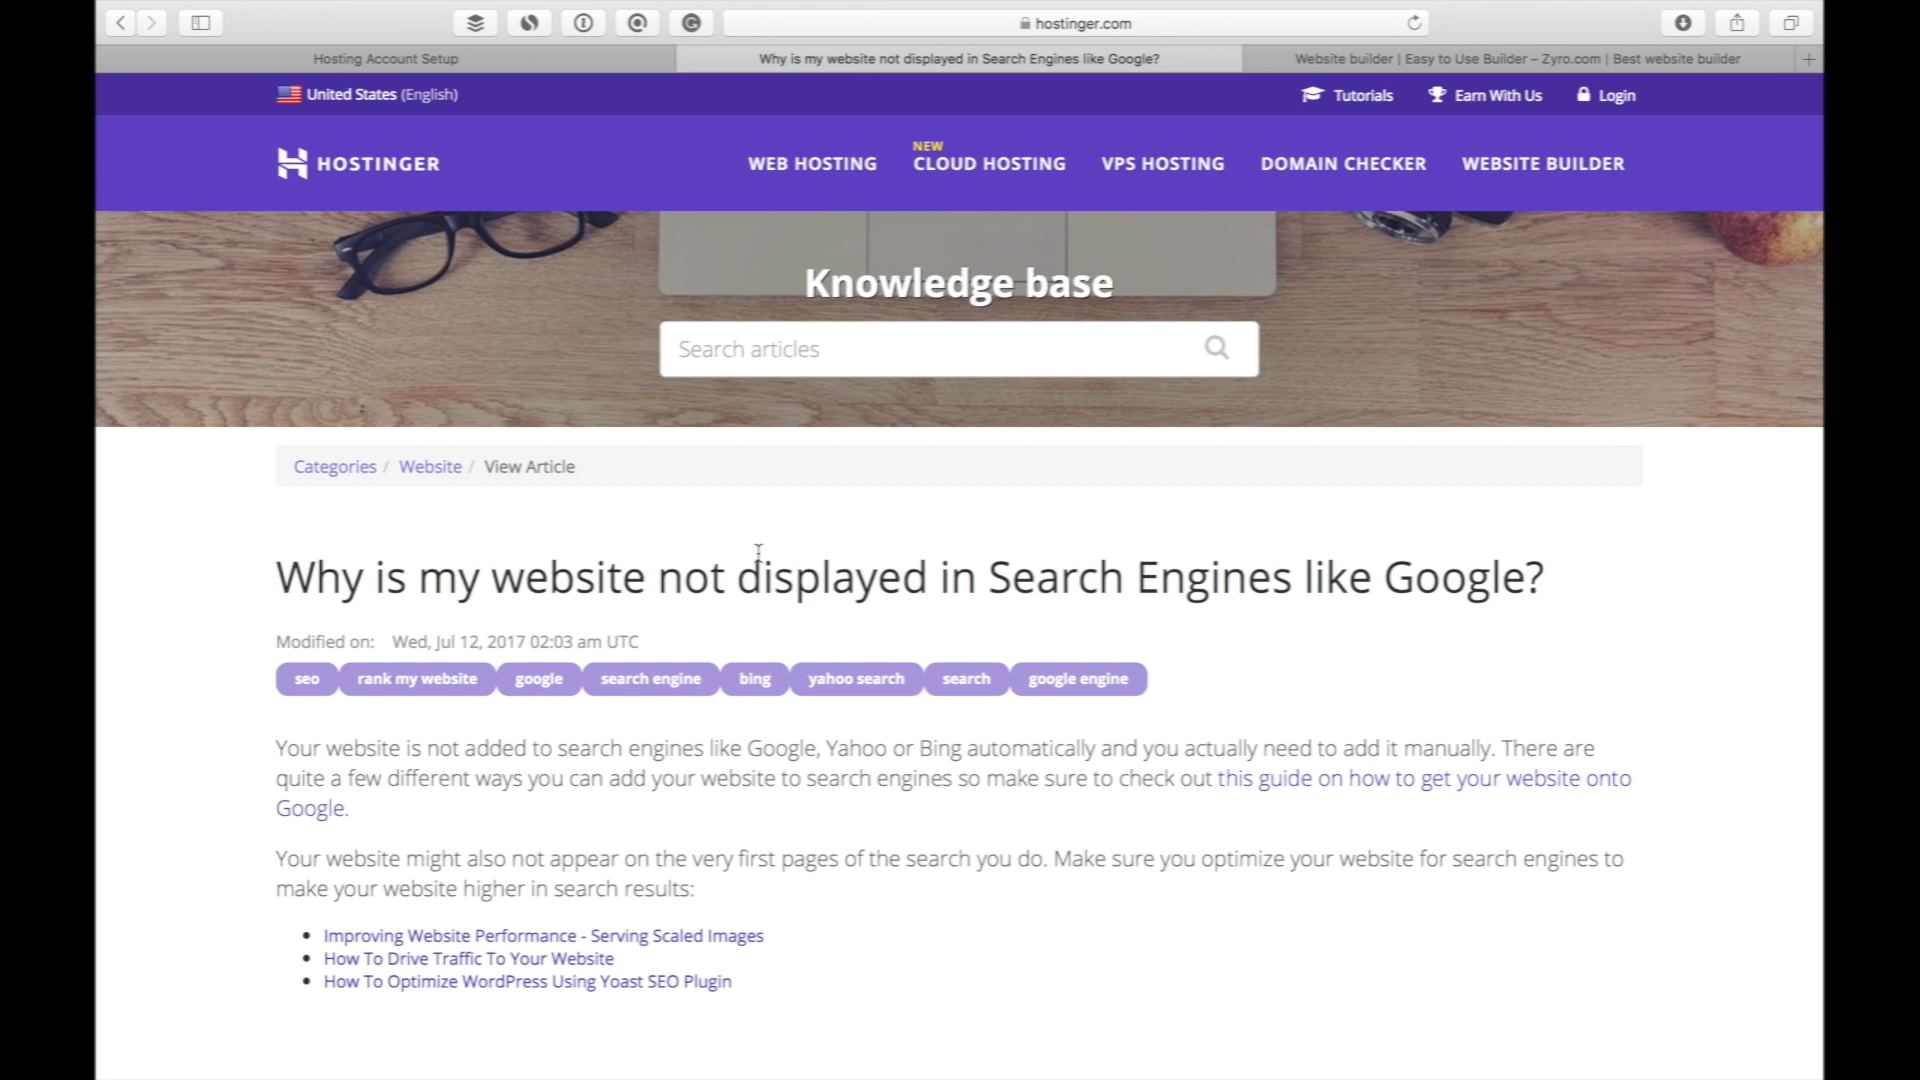 hostinger.com
Hosting Account Setup
Why is my website not displayed in Search Engines like Google?
Website builder | Easy to Use Builder – Zyro.com | Best website builder
United States (English)
Tutorials
Earn With Us
Login
HOSTINGER
WEB HOSTING
NEW
CLOUD HOSTING
VPS HOSTING
DOMAIN CHECKER
WEBSITE BUILDER
Knowledge base
Search articles
Categories / Website / View Article
Why is my website not displayed in Search Engines like Google?
Modified on: Wed, Jul 12, 2017 02:03 am UTC
seo rank my website google search engine bing yahoo search search google engine
Your website is not added to search engines like Google, Yahoo or Bing automatically and you actually need to add it manually. There are
quite a few different ways you can add your website to search engines so make sure to check out this guide on how to get your website onto
Google.
Your website might also not appear on the very first pages of the search you do. Make sure you optimize your website for search engines to
make your website higher in search results:
• Improving Website Performance - Serving Scaled Images
• How To Drive Traffic To Your Website
• How To Optimize WordPress Using Yoast SEO Plugin